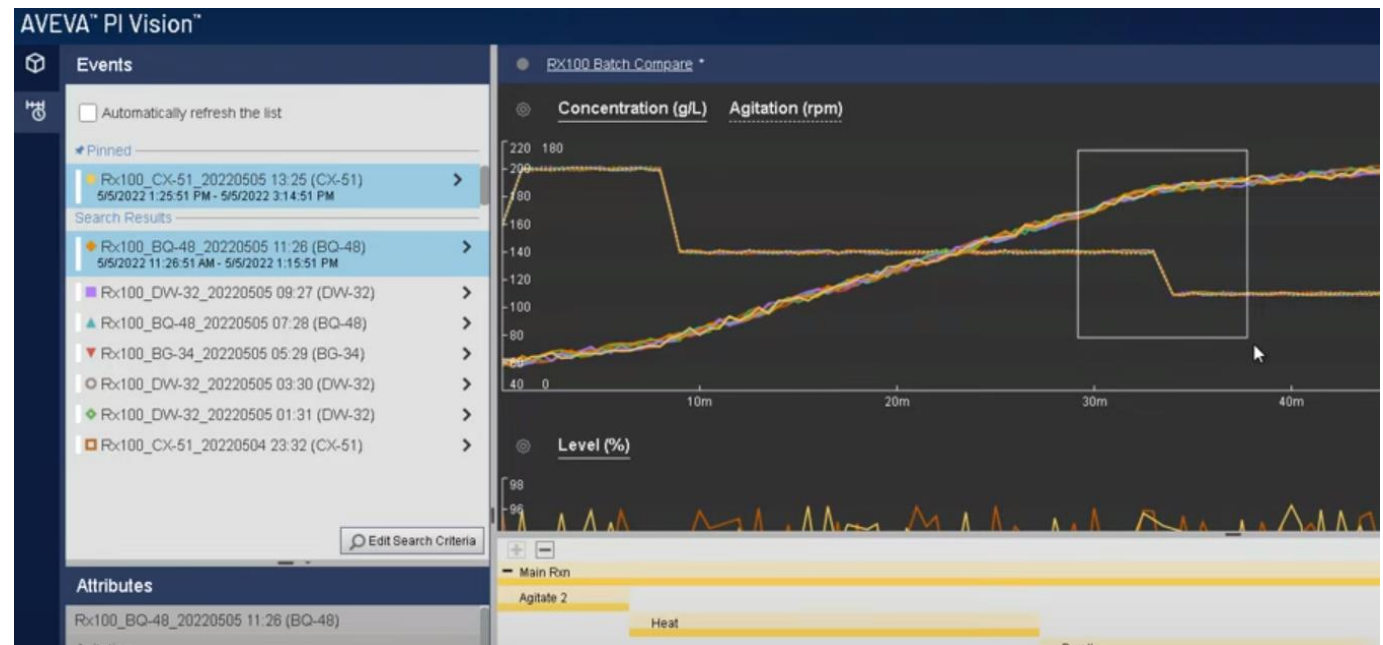 AVEVA™ PI Vision™
Events
Automatically refresh the list
Pinned
Rx100_CX-51_20220505 13:25 (CX-51)
5/5/2022 1:25:51 PM - 5/5/2022 3:14:51 PM
Search Results
Rx100_BQ-48_20220505 11:26 (BQ-48)
5/5/2022 11:26:51 AM - 5/5/2022 1:15:51 PM
Rx100_DW-32_20220505 09:27 (DW-32)
Rx100_BQ-48_20220505 07:28 (BQ-48)
Rx100_BG-34_20220505 05:29 (BG-34)
Rx100_DW-32_20220505 03:30 (DW-32)
Rx100_DW-32_20220505 01:31 (DW-32)
Rx100_CX-51_20220504 23:32 (CX-51)
Edit Search Criteria
Attributes
Rx100_BQ-48_20220505 11:26 (BQ-48)
RX100 Batch Compare *
Concentration (g/L) Agitation (rpm)
220 180
200
180
160
140
120
100
80
60
40 0
10m 20m 30m 40m
Level (%)
98
96
Main Rxn
Agitate 2
Heat